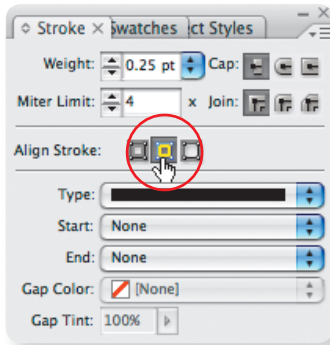 Stroke × Swatches ct Styles
Weight: 0.25 pt Cap:
Miter Limit: 4 x Join:
Align Stroke:
Type:
Start: None
End: None
Gap Color: [None]
Gap Tint: 100%